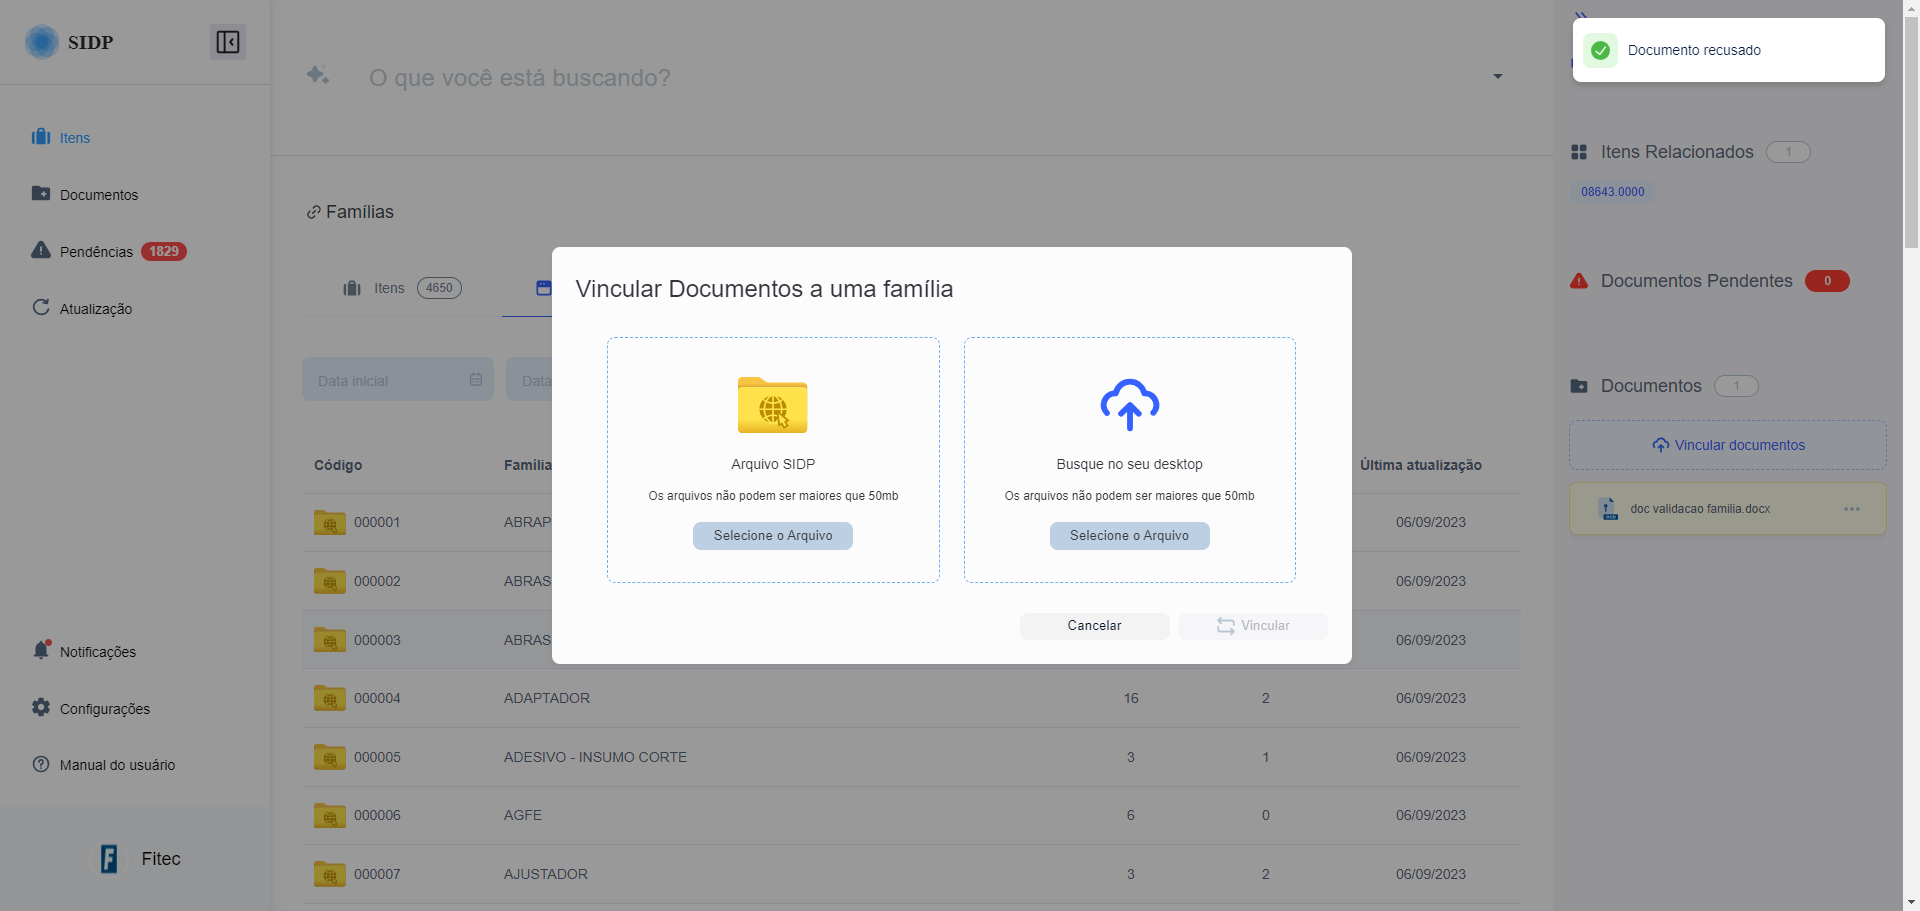 SIDP
Itens
Documentos
Pendências 1829
Atualização
Notificações
Configurações
Manual do usuário
Fitec
O que você está buscando?
Famílias
Itens 4650
Data inicial
Data
Código Família Última atualização
000001 ABRAP 06/09/2023
000002 ABRAS 06/09/2023
000003 ABRAS 06/09/2023
000004 ADAPTADOR 16 2 06/09/2023
000005 ADESIVO - INSUMO CORTE 3 1 06/09/2023
000006 AGFE 6 0 06/09/2023
000007 AJUSTADOR 3 2 06/09/2023
Vincular Documentos a uma família
Arquivo SIDP
Os arquivos não podem ser maiores que 50mb
Selecione o Arquivo
Busque no seu desktop
Os arquivos não podem ser maiores que 50mb
Selecione o Arquivo
Cancelar
Vincular
Documento recusado
Itens Relacionados 1
08643.0000
Documentos Pendentes 0
Documentos 1
Vincular documentos
doc validacao familia.docx